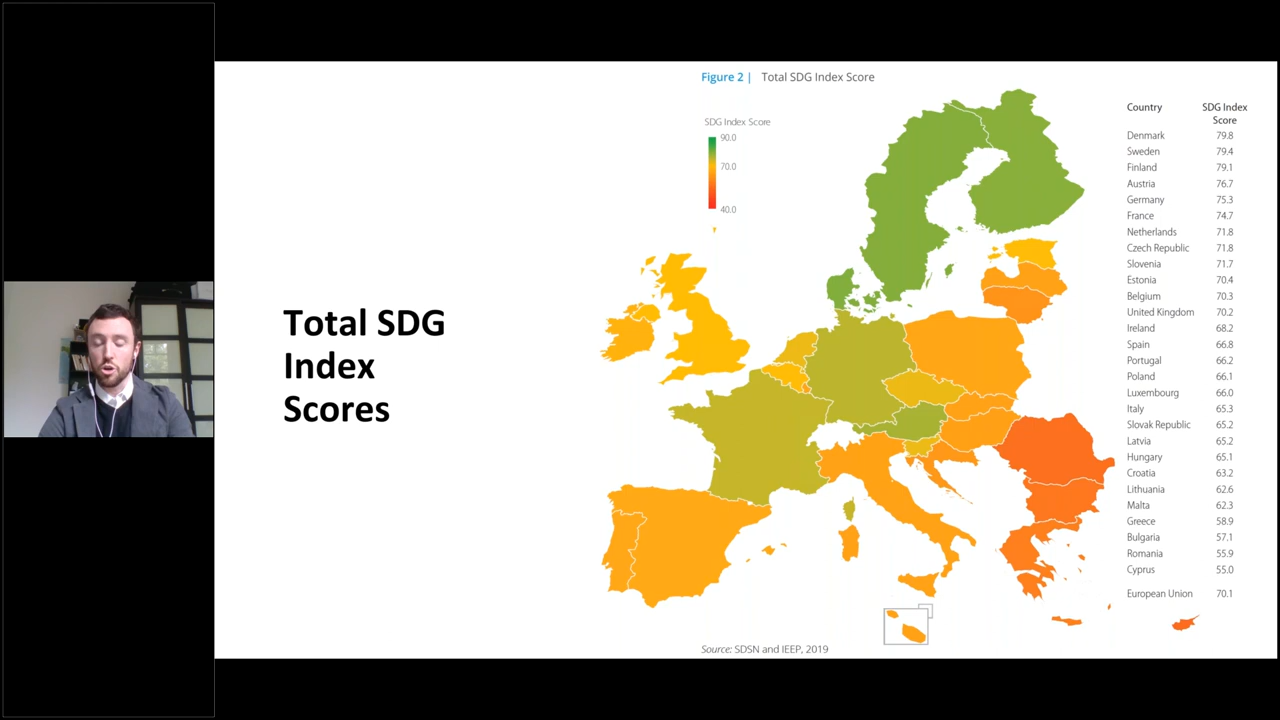 Figure 2 | Total SDG Index Score
SDG Index Score
90.0
70.0
40.0
Total SDG
Index
Scores
Country SDG Index
Score
Denmark 79.8
Sweden 79.4
Finland 79.1
Austria 76.7
Germany 75.3
France 74.7
Netherlands 71.8
Czech Republic 71.8
Slovenia 71.7
Estonia 70.4
Belgium 70.3
United Kingdom 70.2
Ireland 68.2
Spain 66.8
Portugal 66.2
Poland 66.1
Luxembourg 66.0
Italy 65.3
Slovak Republic 65.2
Latvia 65.2
Hungary 65.1
Croatia 63.2
Lithuania 62.6
Malta 62.3
Greece 58.9
Bulgaria 57.1
Romania 55.9
Cyprus 55.0
European Union 70.1
Source: SDSN and IEEP, 2019